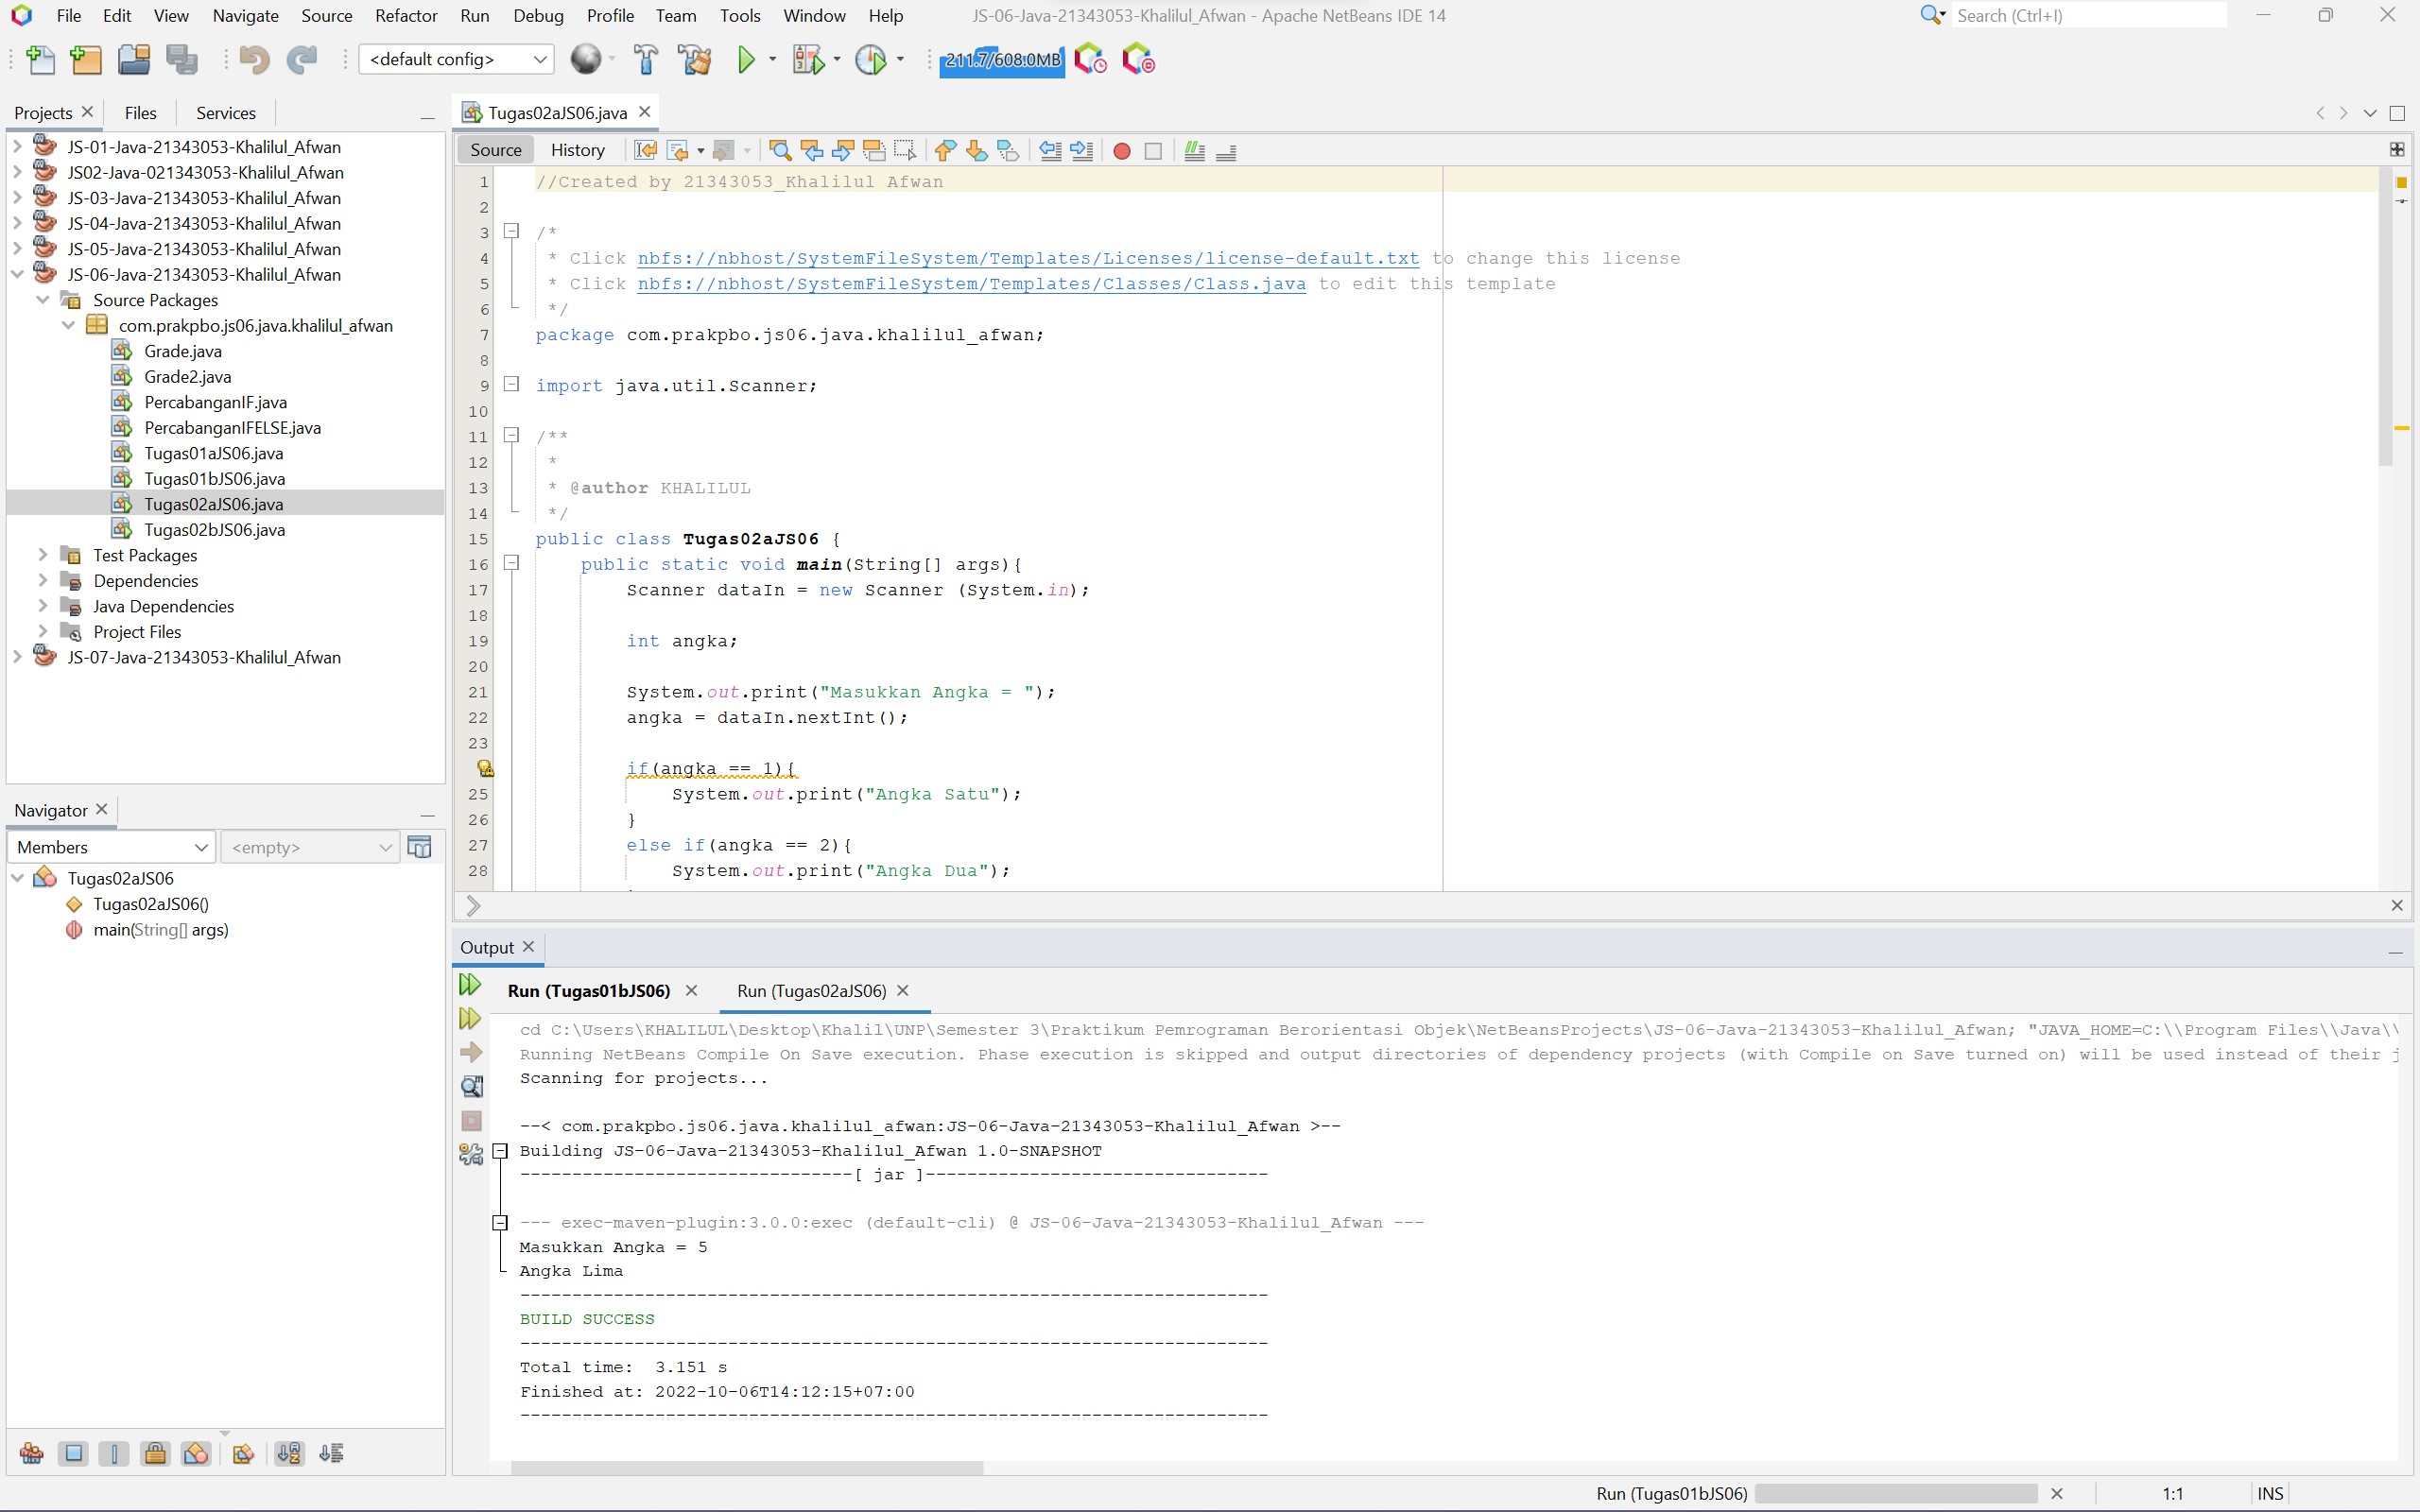 File Edit View Navigate Source Refactor Run Debug Profile Team Tools Window Help JS-06-Java-21343053-Khalilul_Afwan - Apache NetBeans IDE 14 Search (Ctrl+I)
<default config> 211.7/608.0MB
Projects Files Services
JS-01-Java-21343053-Khalilul_Afwan
JS02-Java-021343053-Khalilul_Afwan
JS-03-Java-21343053-Khalilul_Afwan
JS-04-Java-21343053-Khalilul_Afwan
JS-05-Java-21343053-Khalilul_Afwan
JS-06-Java-21343053-Khalilul_Afwan
Source Packages
com.prakpbo.js06.java.khalilul_afwan
Grade.java
Grade2.java
PercabanganIF.java
PercabanganIFELSE.java
Tugas01aJS06.java
Tugas01bJS06.java
Tugas02aJS06.java
Tugas02bJS06.java
Test Packages
Dependencies
Java Dependencies
Project Files
JS-07-Java-21343053-Khalilul_Afwan
Navigator
Members <empty>
Tugas02aJS06
Tugas02aJS06()
main(String[] args)
Tugas02aJS06.java
Source History
1 //Created by 21343053_Khalilul Afwan
2
3 /*
4 * Click nbfs://nbhost/SystemFileSystem/Templates/Licenses/license-default.txt to change this license
5 * Click nbfs://nbhost/SystemFileSystem/Templates/Classes/Class.java to edit this template
6 */
7 package com.prakpbo.js06.java.khalilul_afwan;
8
9 import java.util.Scanner;
10
11 /**
12 *
13 * @author KHALILUL
14 */
15 public class Tugas02aJS06 {
16 public static void main(String[] args){
17 Scanner dataIn = new Scanner (System.in);
18
19 int angka;
20
21 System.out.print("Masukkan Angka = ");
22 angka = dataIn.nextInt();
23
if(angka == 1){
25 System.out.print("Angka Satu");
26 }
27 else if(angka == 2){
28 System.out.print("Angka Dua");
Output
Run (Tugas01bJS06) Run (Tugas02aJS06)
cd C:\Users\KHALILUL\Desktop\Khalil\UNP\Semester 3\Praktikum Pemrograman Berorientasi Objek\NetBeansProjects\JS-06-Java-21343053-Khalilul_Afwan; "JAVA_HOME=C:\\Program Files\\Java\\
Running NetBeans Compile On Save execution. Phase execution is skipped and output directories of dependency projects (with Compile on Save turned on) will be used instead of their j
Scanning for projects...
--< com.prakpbo.js06.java.khalilul_afwan:JS-06-Java-21343053-Khalilul_Afwan >--
Building JS-06-Java-21343053-Khalilul_Afwan 1.0-SNAPSHOT
--------------------------------[ jar ]---------------------------------
--- exec-maven-plugin:3.0.0:exec (default-cli) @ JS-06-Java-21343053-Khalilul_Afwan ---
Masukkan Angka = 5
Angka Lima
------------------------------------------------------------------------
BUILD SUCCESS
------------------------------------------------------------------------
Total time:  3.151 s
Finished at: 2022-10-06T14:12:15+07:00
------------------------------------------------------------------------
Run (Tugas01bJS06) 1:1 INS